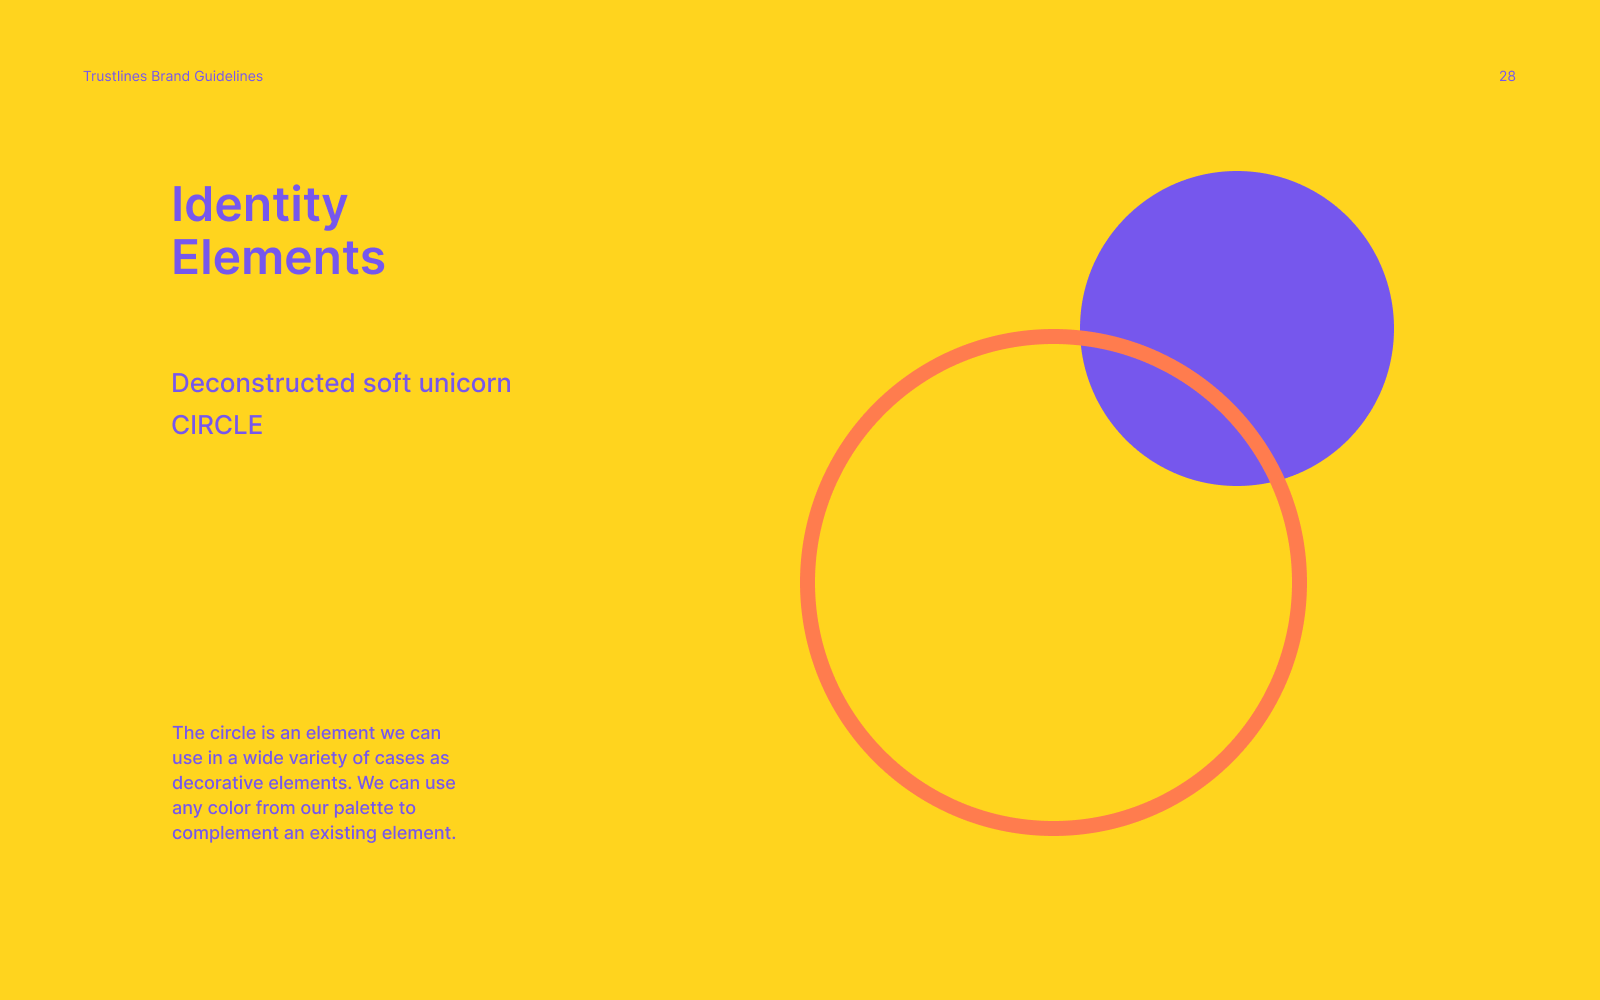 Trustlines Brand Guidelines
28
Identity
Elements
Deconstructed soft unicorn
CIRCLE
The circle is an element we can
use in a wide variety of cases as
decorative elements. We can use
any color from our palette to
complement an existing element.